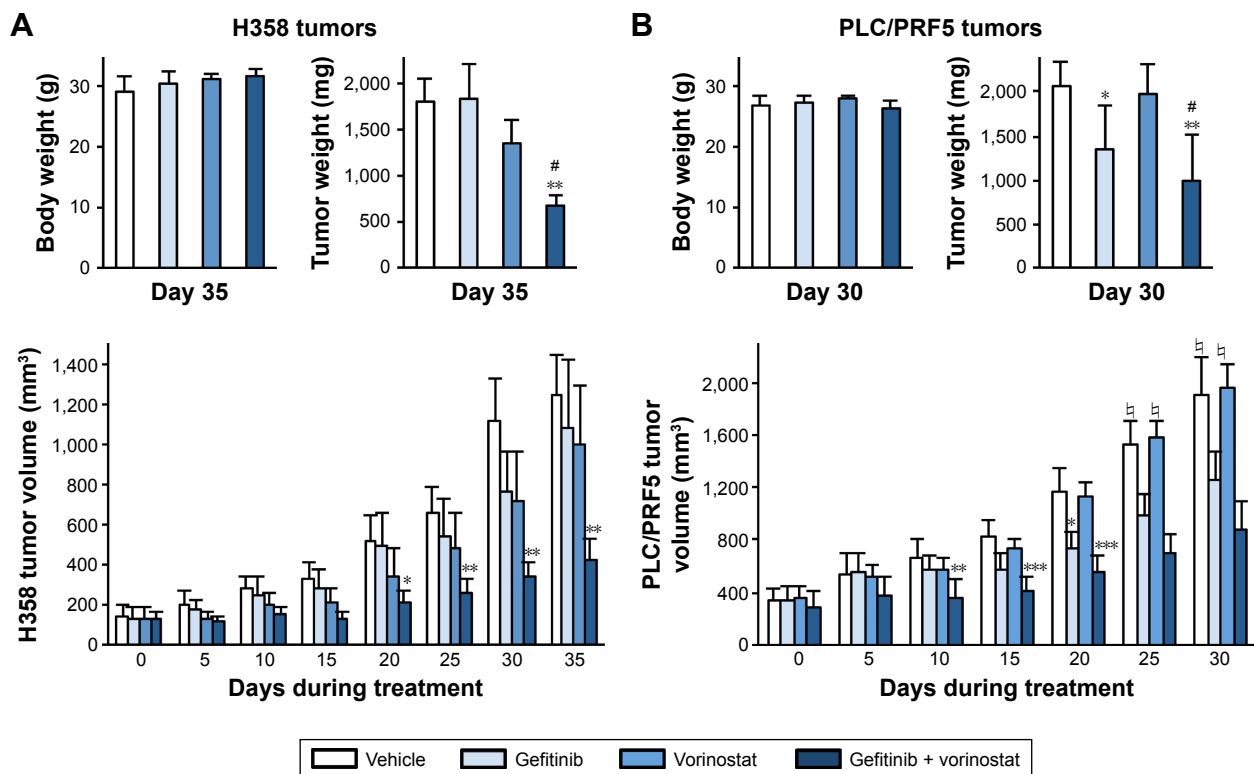 A
H358 tumors
B
PLC/PRF5 tumors
Body weight (g)
30
20
10
0
Day 35
Tumor weight (mg)
2,000
1,500
1,000
500
0
#
**
Day 35
Body weight (g)
30
20
10
0
Day 30
Tumor weight (mg)
2,000
1,500
1,000
500
0
*
#
**
Day 30
H358 tumor volume (mm³)
1,400
1,200
1,000
800
600
400
200
0
*
**
**
**
0 5 10 15 20 25 30 35
Days during treatment
PLC/PRF5 tumor
volume (mm³)
2,000
1,600
1,200
800
400
0
**
***
*
***
♮ ♮
♮ ♮
0 5 10 15 20 25 30
Days during treatment
Vehicle Gefitinib Vorinostat Gefitinib + vorinostat